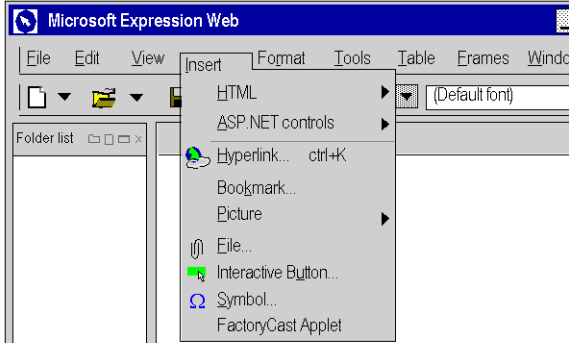 Microsoft Expression Web
File Edit View Insert Format Tools Table Frames
HTML (Default font)
ASP.NET controls
Folder list
Hyperlink... ctrl+K
Bookmark...
Picture
File...
Interactive Button...
Symbol...
FactoryCast Applet